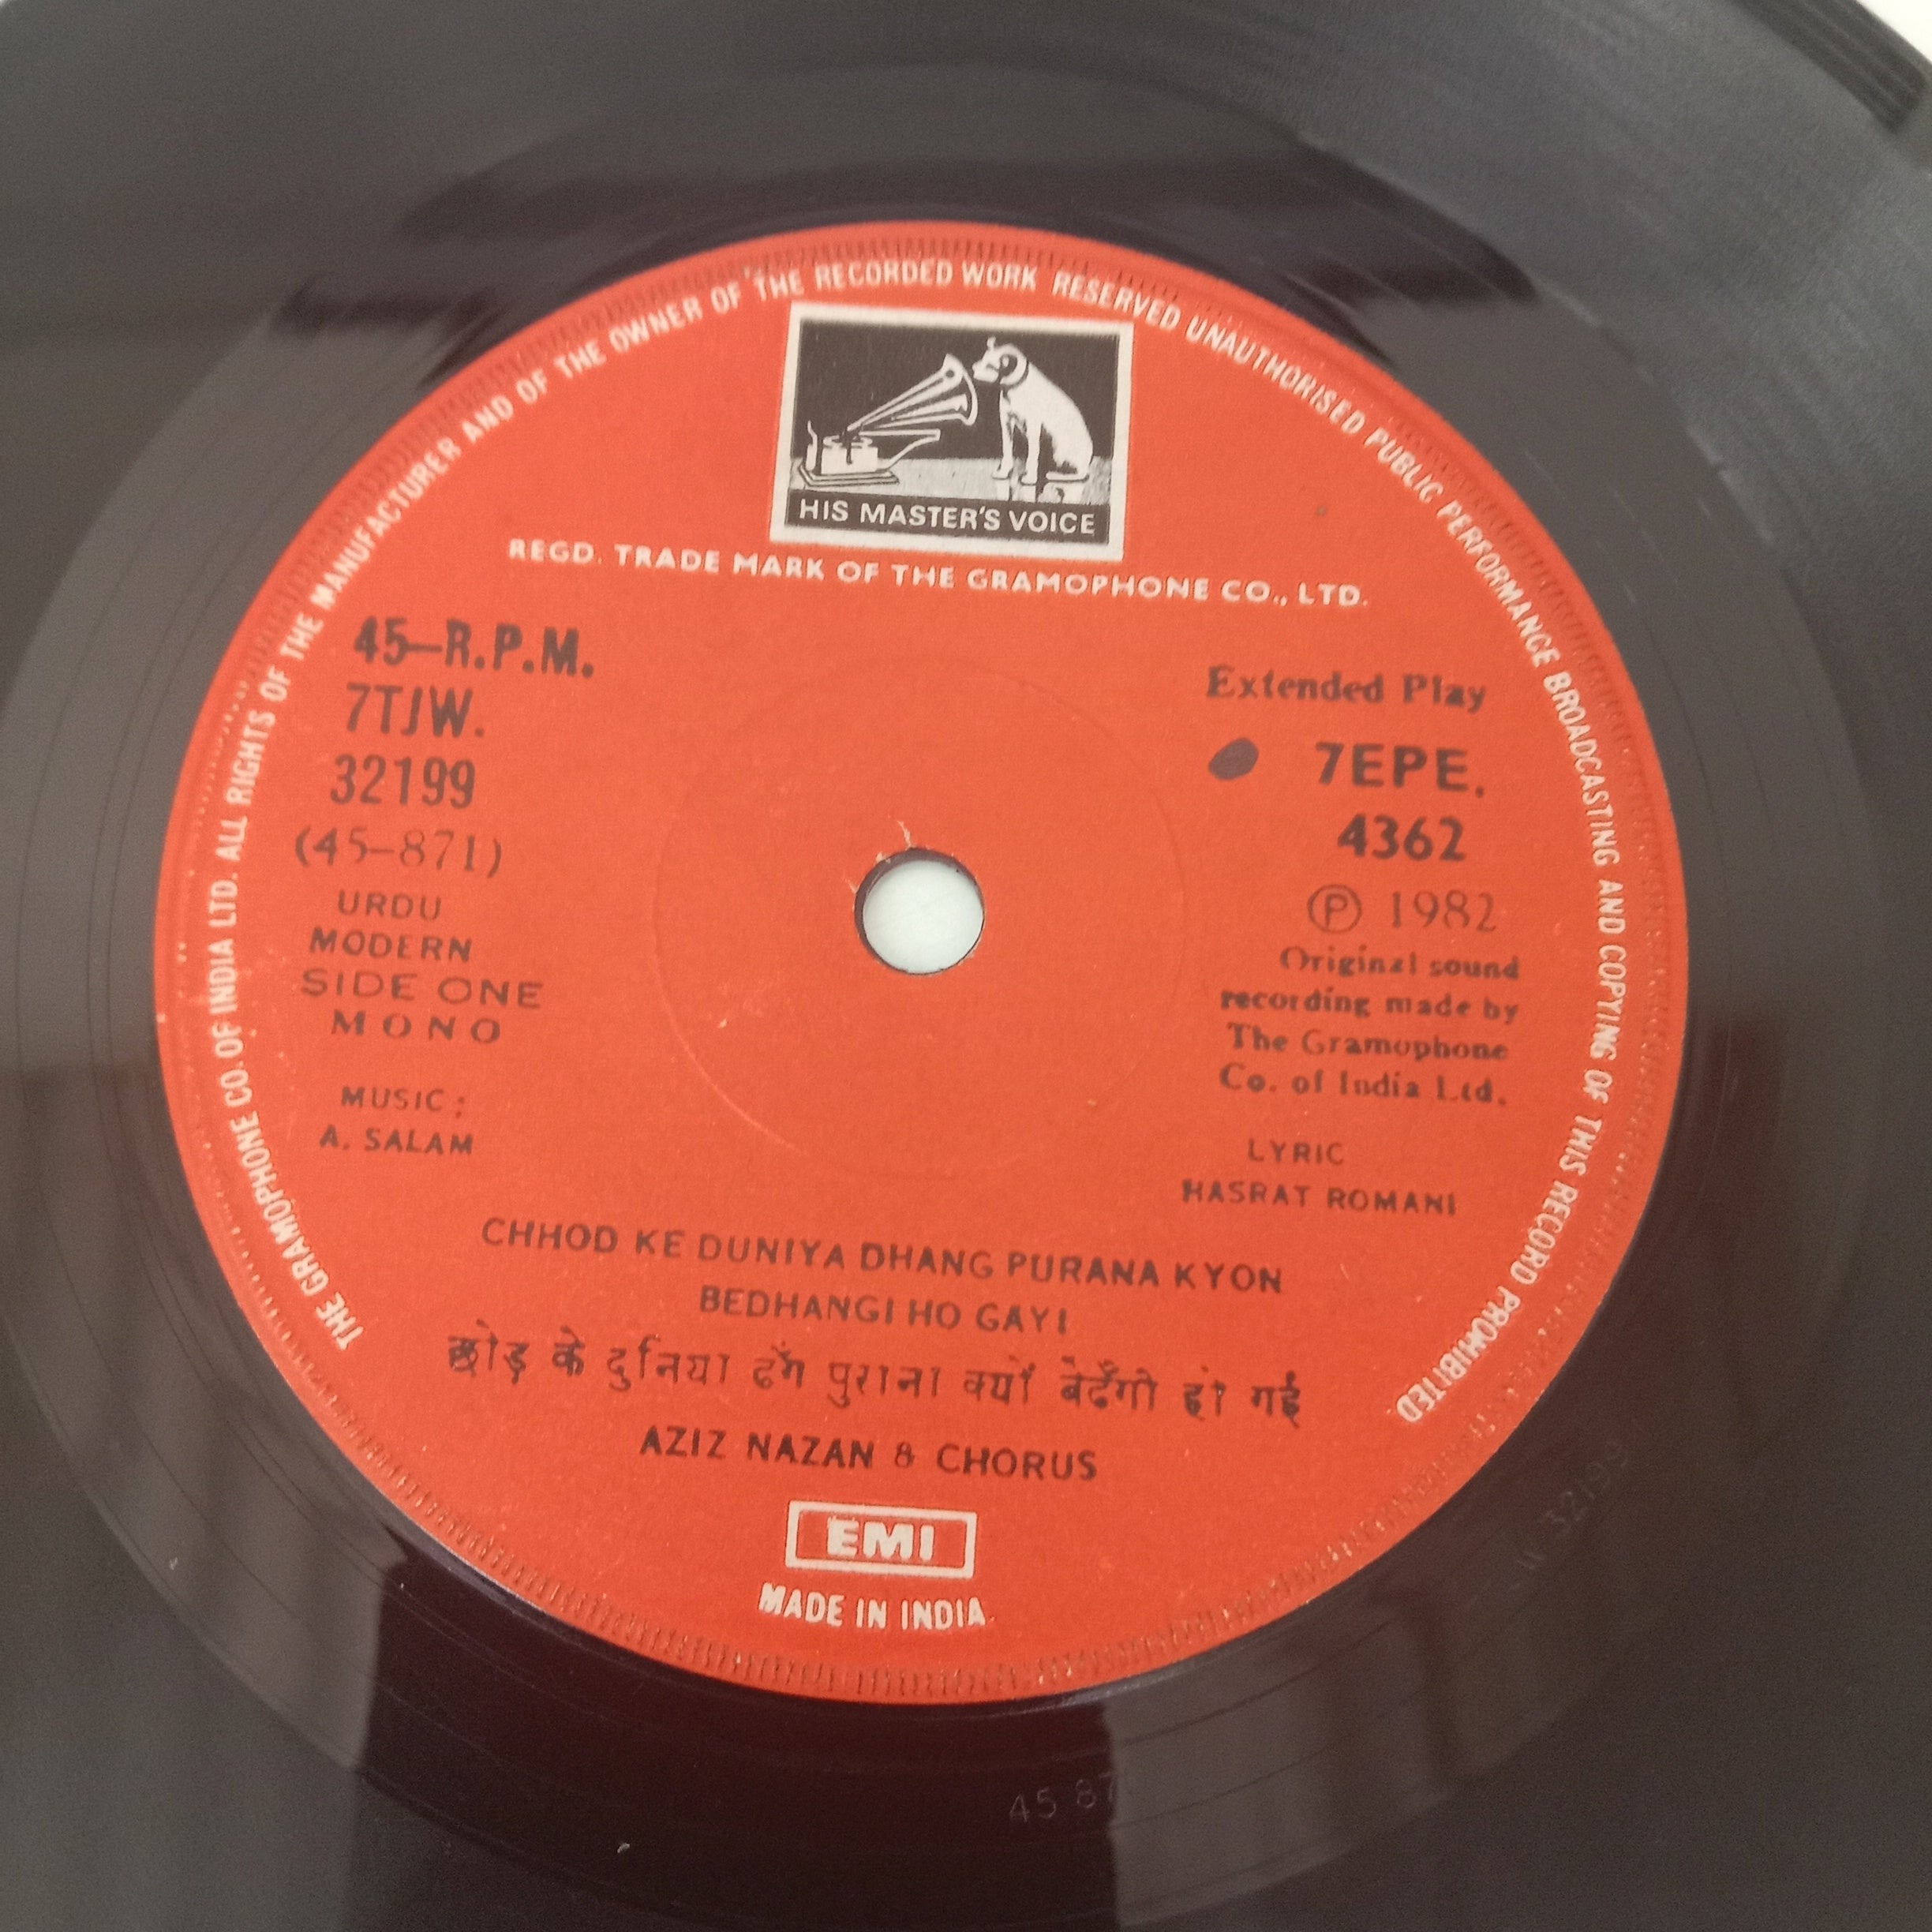 THE GRAMOPHONE CO. OF INDIA LTD. ALL RIGHTS OF THE MANUFACTURER AND OF THE OWNER OF THE RECORDED WORK RESERVED UNAUTHORISED PUBLIC PERFORMANCE BROADCASTING AND COPYING OF THIS RECORD PROHIBITED
HIS MASTER'S VOICE
REGD. TRADE MARK OF THE GRAMOPHONE CO., LTD.
45-R.P.M.
7TJW.
32199
(45-871)
URDU
MODERN
SIDE ONE
MONO
MUSIC :
A. SALAM
Extended Play
7EPE.
4362
Ⓟ 1982
Original sound
recording made by
The Gramophone
Co. of India Ltd.
LYRIC
HASRAT ROMANI
CHHOD KE DUNIYA DHANG PURANA KYON
BEDHANGI HO GAYI
छोड़ के दुनिया ढँग पुराना क्यों बेढँगी हो गई
AZIZ NAZAN & CHORUS
EMI
MADE IN INDIA
W 32199
45 87